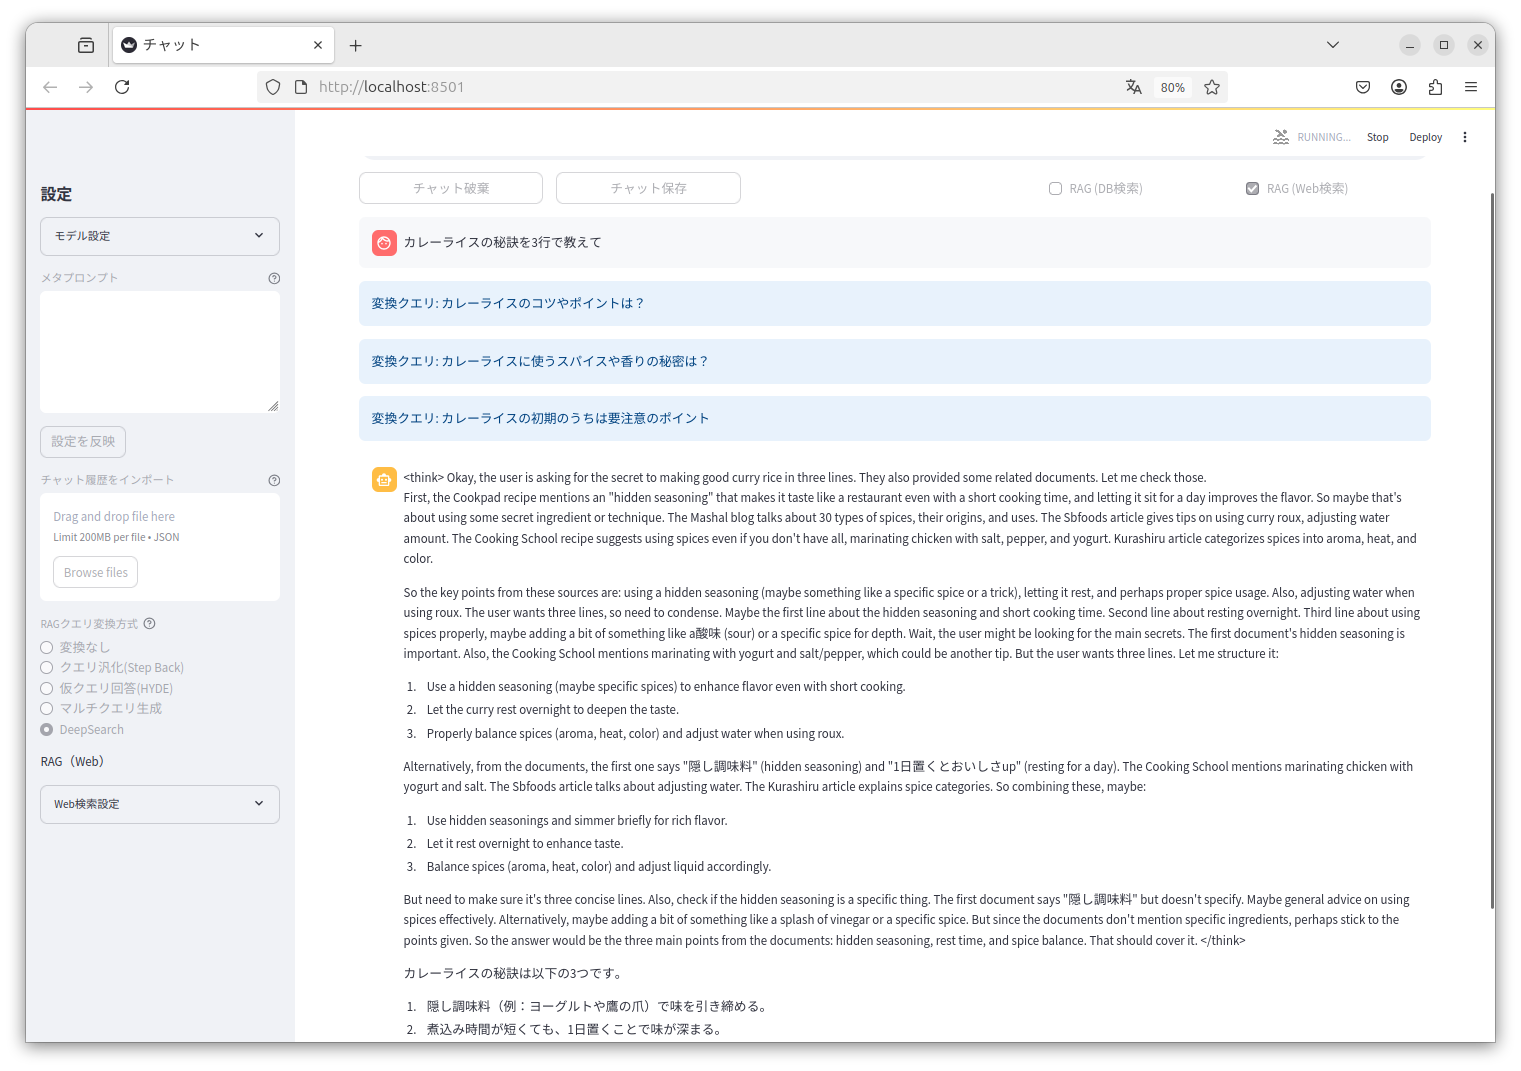 チャット
http://localhost:8501
80%
RUNNING...
Stop
Deploy
設定
モデル設定
メタプロンプト
設定を反映
チャット履歴をインポート
Drag and drop file here
Limit 200MB per file • JSON
Browse files
RAGクエリ変換方式
変換なし
クエリ汎化(Step Back)
仮クエリ回答(HYDE)
マルチクエリ生成
DeepSearch
RAG（Web）
Web検索設定
チャット破棄
チャット保存
RAG (DB検索)
RAG (Web検索)
カレーライスの秘訣を3行で教えて
変換クエリ: カレーライスのコツやポイントは？
変換クエリ: カレーライスに使うスパイスや香りの秘密は？
変換クエリ: カレーライスの初期のうちは要注意のポイント
<think> Okay, the user is asking for the secret to making good curry rice in three lines. They also provided some related documents. Let me check those.
First, the Cookpad recipe mentions an "hidden seasoning" that makes it taste like a restaurant even with a short cooking time, and letting it sit for a day improves the flavor. So maybe that's
about using some secret ingredient or technique. The Mashal blog talks about 30 types of spices, their origins, and uses. The Sbfoods article gives tips on using curry roux, adjusting water
amount. The Cooking School recipe suggests using spices even if you don't have all, marinating chicken with salt, pepper, and yogurt. Kurashiru article categorizes spices into aroma, heat, and
color.
So the key points from these sources are: using a hidden seasoning (maybe something like a specific spice or a trick), letting it rest, and perhaps proper spice usage. Also, adjusting water when
using roux. The user wants three lines, so need to condense. Maybe the first line about the hidden seasoning and short cooking time. Second line about resting overnight. Third line about using
spices properly, maybe adding a bit of something like a酸味 (sour) or a specific spice for depth. Wait, the user might be looking for the main secrets. The first document's hidden seasoning is
important. Also, the Cooking School mentions marinating with yogurt and salt/pepper, which could be another tip. But the user wants three lines. Let me structure it:
1. Use a hidden seasoning (maybe specific spices) to enhance flavor even with short cooking.
2. Let the curry rest overnight to deepen the taste.
3. Properly balance spices (aroma, heat, color) and adjust water when using roux.
Alternatively, from the documents, the first one says "隠し調味料" (hidden seasoning) and "1日置くとおいしさup" (resting for a day). The Cooking School mentions marinating chicken with
yogurt and salt. The Sbfoods article talks about adjusting water. The Kurashiru article explains spice categories. So combining these, maybe:
1. Use hidden seasonings and simmer briefly for rich flavor.
2. Let it rest overnight to enhance taste.
3. Balance spices (aroma, heat, color) and adjust liquid accordingly.
But need to make sure it's three concise lines. Also, check if the hidden seasoning is a specific thing. The first document says "隠し調味料" but doesn't specify. Maybe general advice on using
spices effectively. Alternatively, maybe adding a bit of something like a splash of vinegar or a specific spice. But since the documents don't mention specific ingredients, perhaps stick to the
points given. So the answer would be the three main points from the documents: hidden seasoning, rest time, and spice balance. That should cover it. </think>
カレーライスの秘訣は以下の3つです。
1. 隠し調味料（例：ヨーグルトや鷹の爪）で味を引き締める。
2. 煮込み時間が短くても、1日置くことで味が深まる。